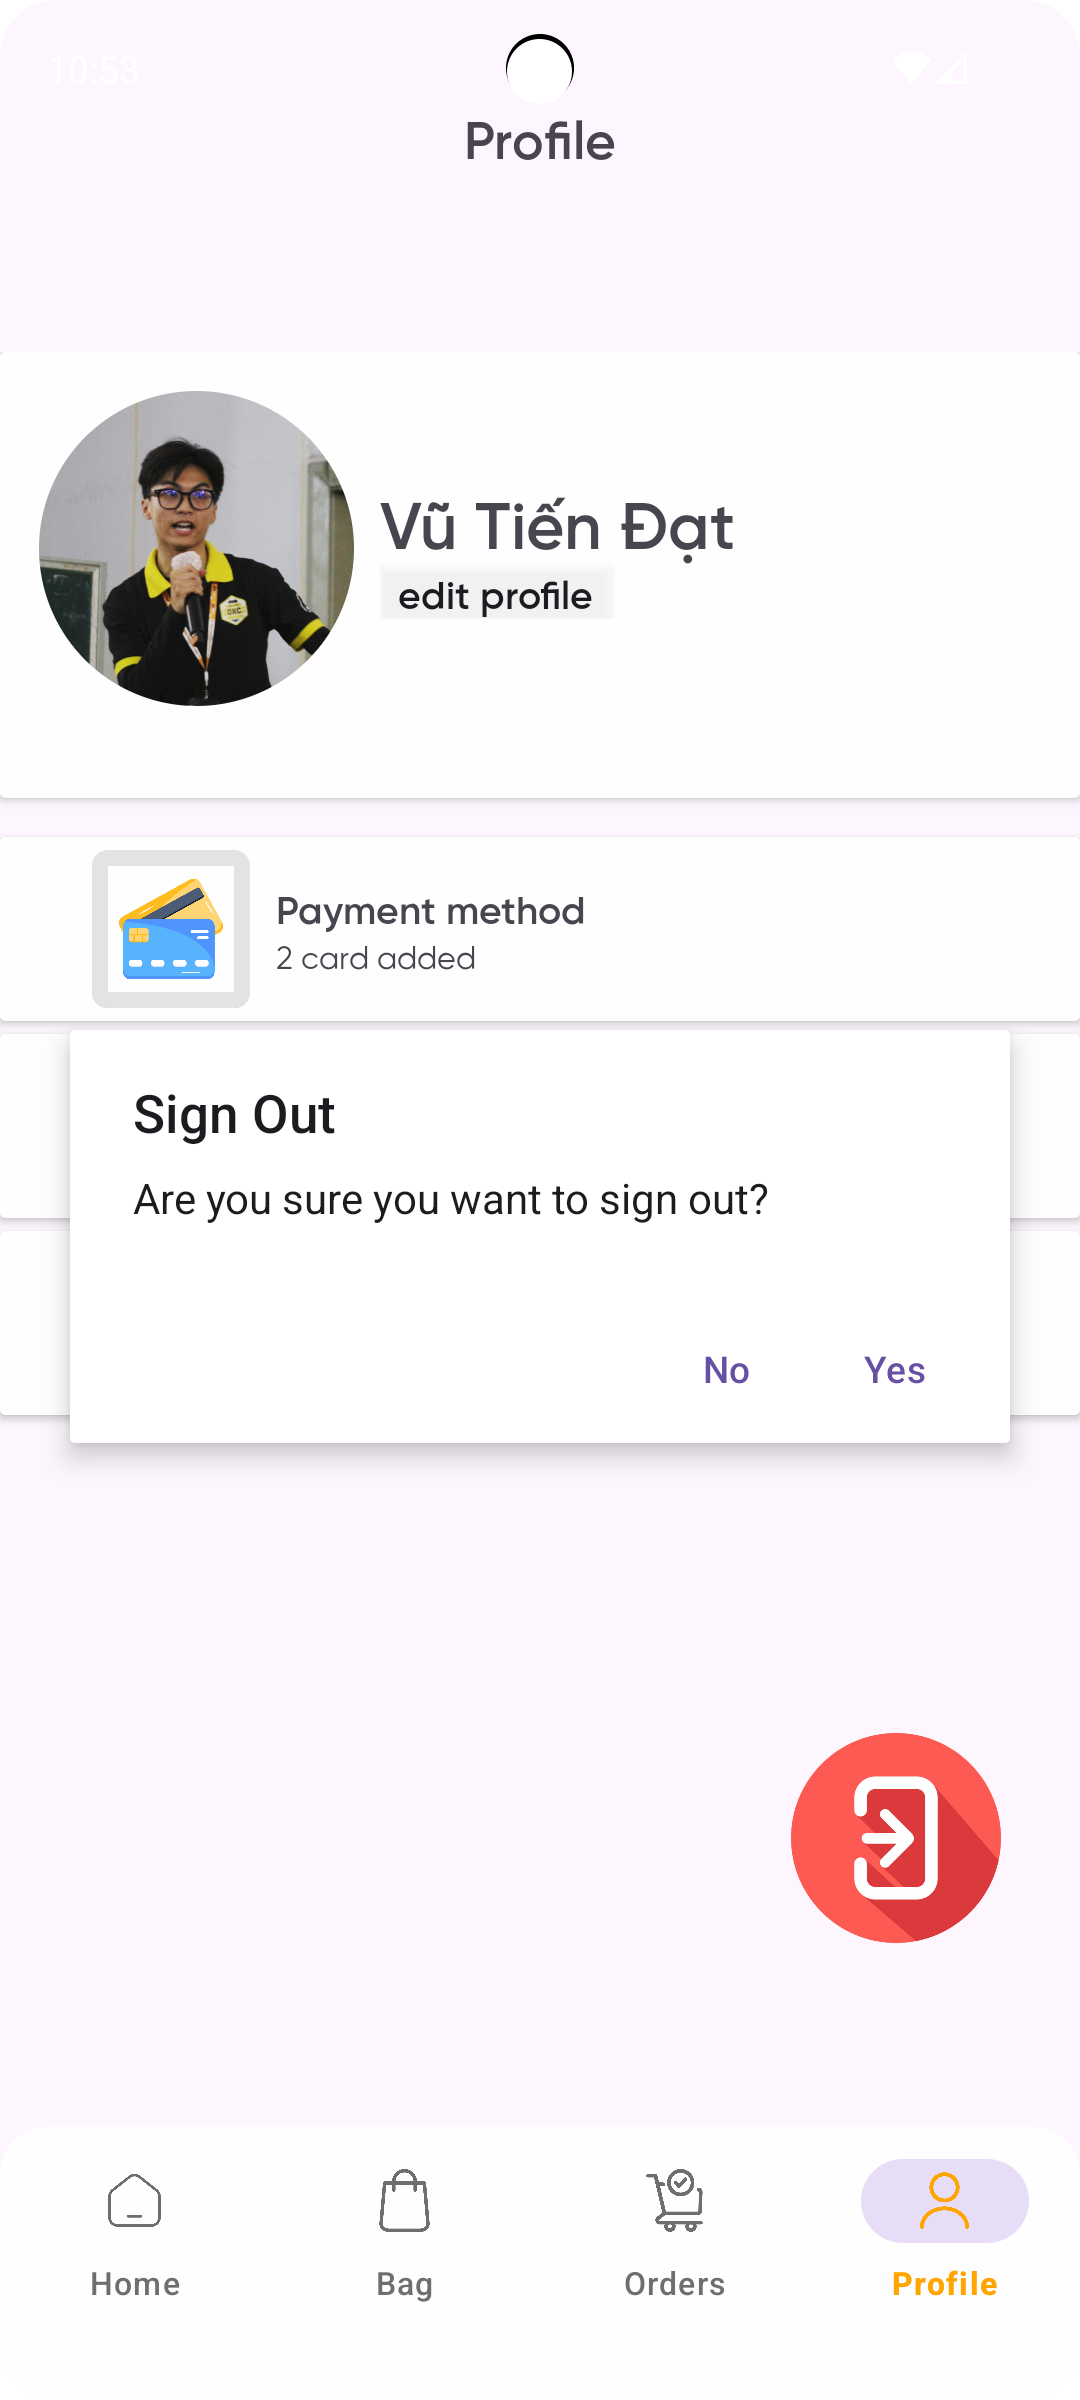 10:53
Profile
Vũ Tiến Đạt
edit profile
Payment method
2 card added
Sign Out
Are you sure you want to sign out?
No
Yes
Home
Bag
Orders
Profile